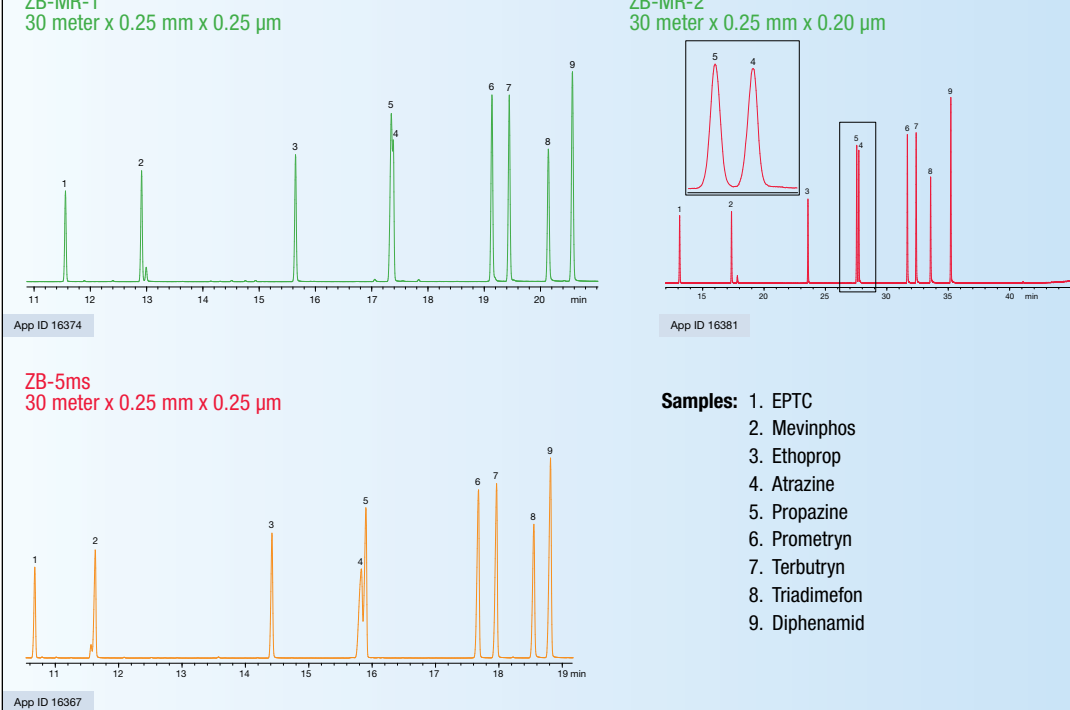 ZB-MR-1
30 meter x 0.25 mm x 0.25 µm
1
2
3
5
4
6
7
8
9
11 12 13 14 15 16 17 18 19 20 min
App ID 16374
ZB-MR-2
30 meter x 0.25 mm x 0.20 µm
5 4
1
2
3
5
4
6
7
8
9
15 20 25 30 35 40 min
App ID 16381
ZB-5ms
30 meter x 0.25 mm x 0.25 µm
1
2
3
4
5
6
7
8
9
11 12 13 14 15 16 17 18 19 min
App ID 16367
Samples: 1. EPTC
2. Mevinphos
3. Ethoprop
4. Atrazine
5. Propazine
6. Prometryn
7. Terbutryn
8. Triadimefon
9. Diphenamid